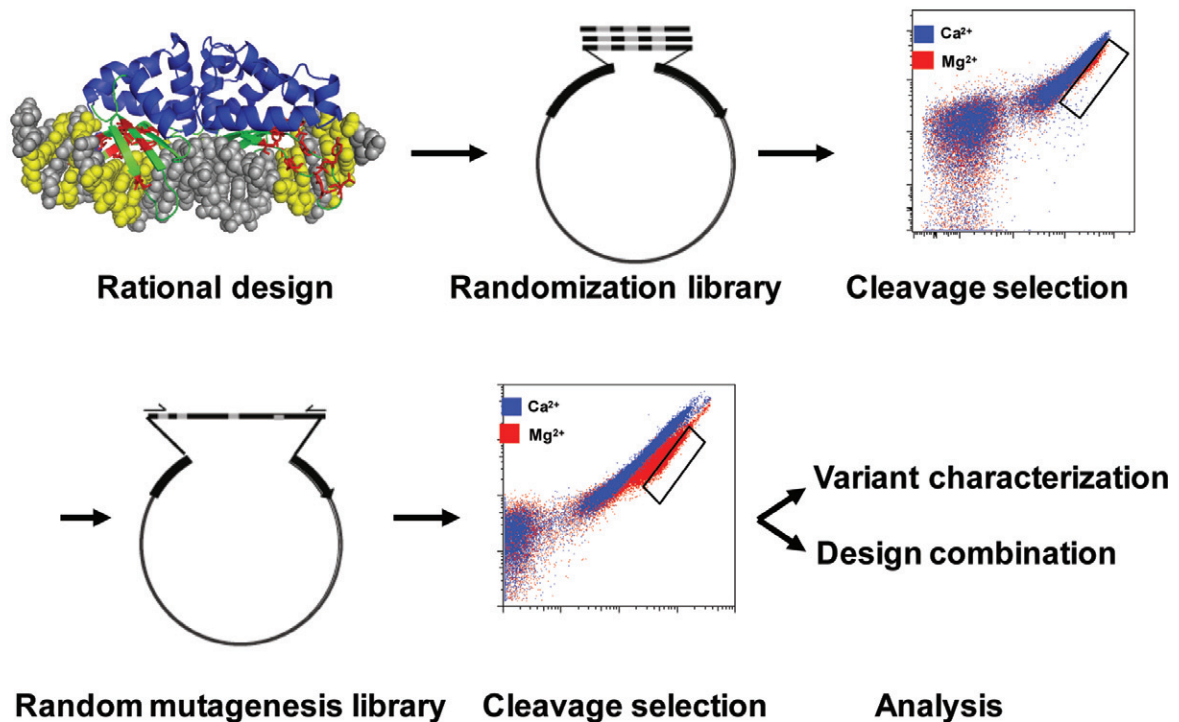 Ca²⁺
Mg²⁺
Rational design
Randomization library
Cleavage selection
Ca²⁺
Mg²⁺
Variant characterization
Design combination
Random mutagenesis library
Cleavage selection
Analysis